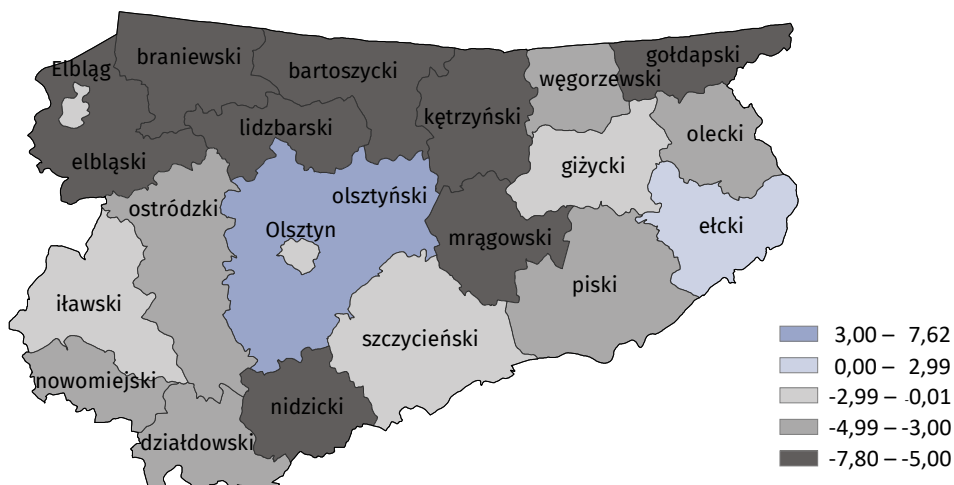 gołdapski
braniewski
Elbląg
bartoszycki
węgorzewski
kętrzyński
lidzbarski
olecki
elbląski
giżycki
olsztyński
ostródzki
ełcki
Olsztyn
mrągowski
piski
iławski
szczycieński
nowomiejski
nidzicki
działdowski
3,00 – 7,62
0,00 – 2,99
-2,99 – -0,01
-4,99 – -3,00
-7,80 – -5,00